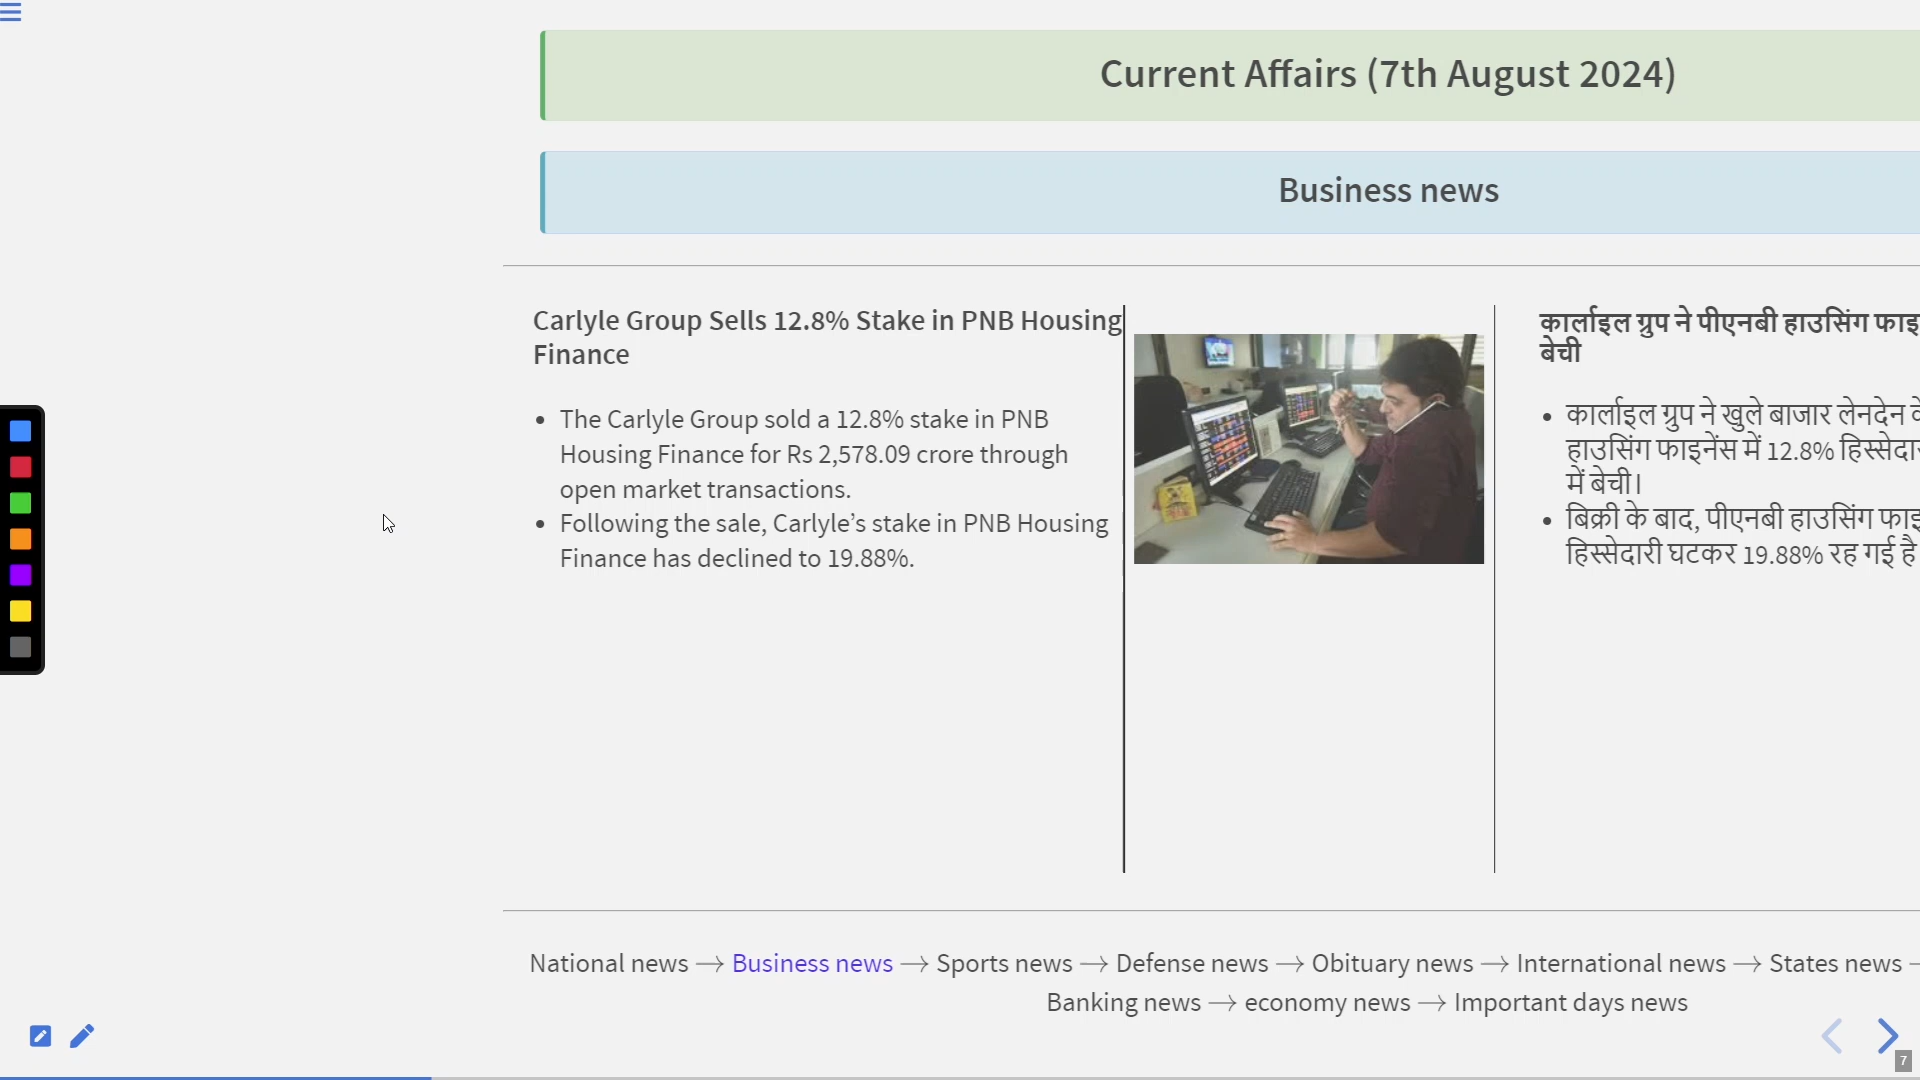 Current Affairs (7th August 2024)
Business news
Carlyle Group Sells 12.8% Stake in PNB Housing
Finance
• The Carlyle Group sold a 12.8% stake in PNB
Housing Finance for Rs 2,578.09 crore through
open market transactions.
• Following the sale, Carlyle’s stake in PNB Housing
Finance has declined to 19.88%.
कार्लाइल ग्रुप ने पीएनबी हाउसिंग
बेची
• कार्लाइल ग्रुप ने खुले बाजार लेनदेन
हाउसिंग फाइनेंस में 12.8%
में बेची।
• बिक्री के बाद, पीएनबी हाउसिंग
हिस्सेदारी घटकर 19.88% रह गई है
National news → Business news → Sports news → Defense news → Obituary news → International news → States news
Banking news → economy news → Important days news
7